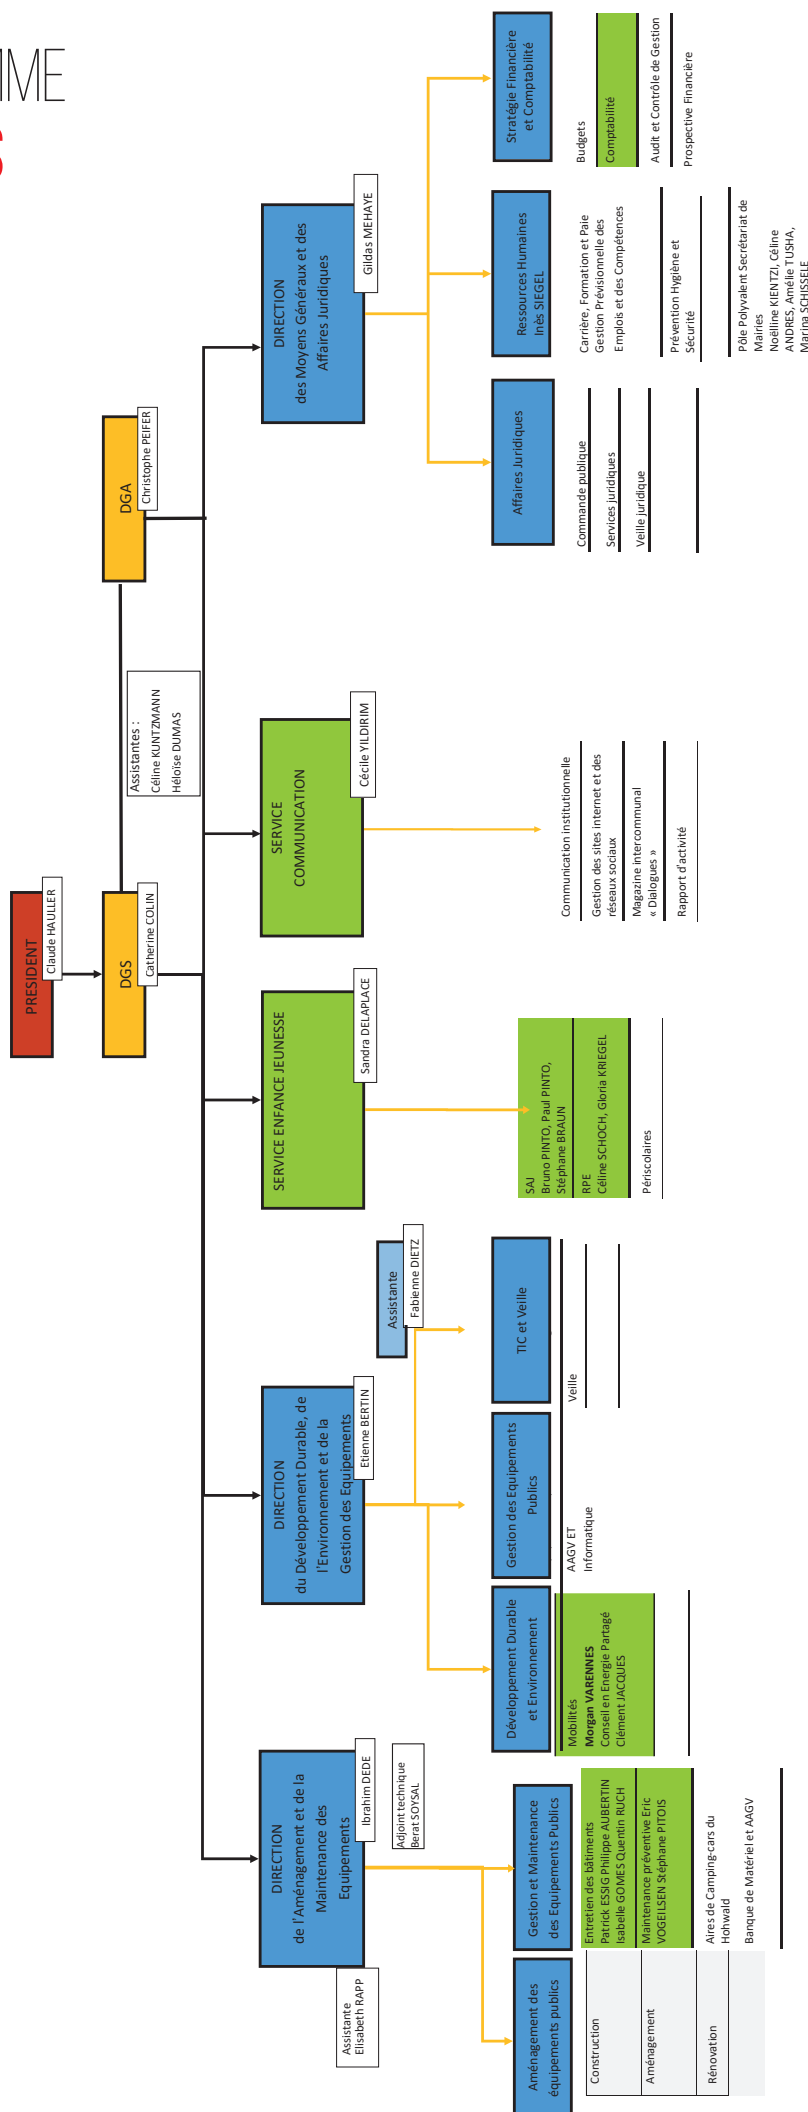 MME
S
PRESIDENT
Claude HAULLER
DGS
Catherine COLIN
DGA
Christophe PEIFER
Assistantes :
Céline KUNTZMANN
Héloïse DUMAS
DIRECTION
de l'Aménagement et de la
Maintenance des
Equipements
Ibrahim DEDE
Assistante
Elisabeth RAPP
Adjoint technique
Berat SOYSAL
DIRECTION
du Développement Durable, de
l'Environnement et de la
Gestion des Equipements
Etienne BERTIN
Assistante
Fabienne DIETZ
SERVICE ENFANCE JEUNESSE
Sandra DELAPLACE
SERVICE
COMMUNICATION
Cécile YILDIRIM
DIRECTION
des Moyens Généraux et des
Affaires Juridiques
Gildas MEHAYE
Aménagement des
équipements publics
Construction
Aménagement
Rénovation
Gestion et Maintenance
des Equipements Publics
Entretien des bâtiments
Patrick ESSIG Philippe AUBERTIN
Isabelle GOMES Quentin RUCH
Maintenance préventive Eric
VOGEILSEN Stéphane PITOIS
Aires de Camping-cars du
Hohwald
Banque de Matériel et AAGV
Développement Durable
et Environnement
Mobilités
Morgan VARENNES
Conseil en Energie Partagé
Clément JACQUES
Gestion des Equipements
Publics
AAGV ET
Informatique
TIC et Veille
Veille
SAJ
Bruno PINTO, Paul PINTO,
Stéphane BRAUN
RPE
Céline SCHOCH, Gloria KRIEGEL
Périscolaires
Communication institutionnelle
Gestion des sites internet et des
réseaux sociaux
Magazine intercommunal
« Dialogues »
Rapport d'activité
Affaires Juridiques
Commande publique
Services juridiques
Veille juridique
Ressources Humaines
Inès SIEGEL
Carrière, Formation et Paie
Gestion Prévisionnelle des
Emplois et des Compétences
Prévention Hygiène et
Sécurité
Pôle Polyvalent Secrétariat de
Mairies
Noëlline KIENTZI, Céline
ANDRES, Amélie TUSHA,
Marina SCHISSELE
Stratégie Financière
et Comptabilité
Budgets
Comptabilité
Audit et Contrôle de Gestion
Prospective Financière